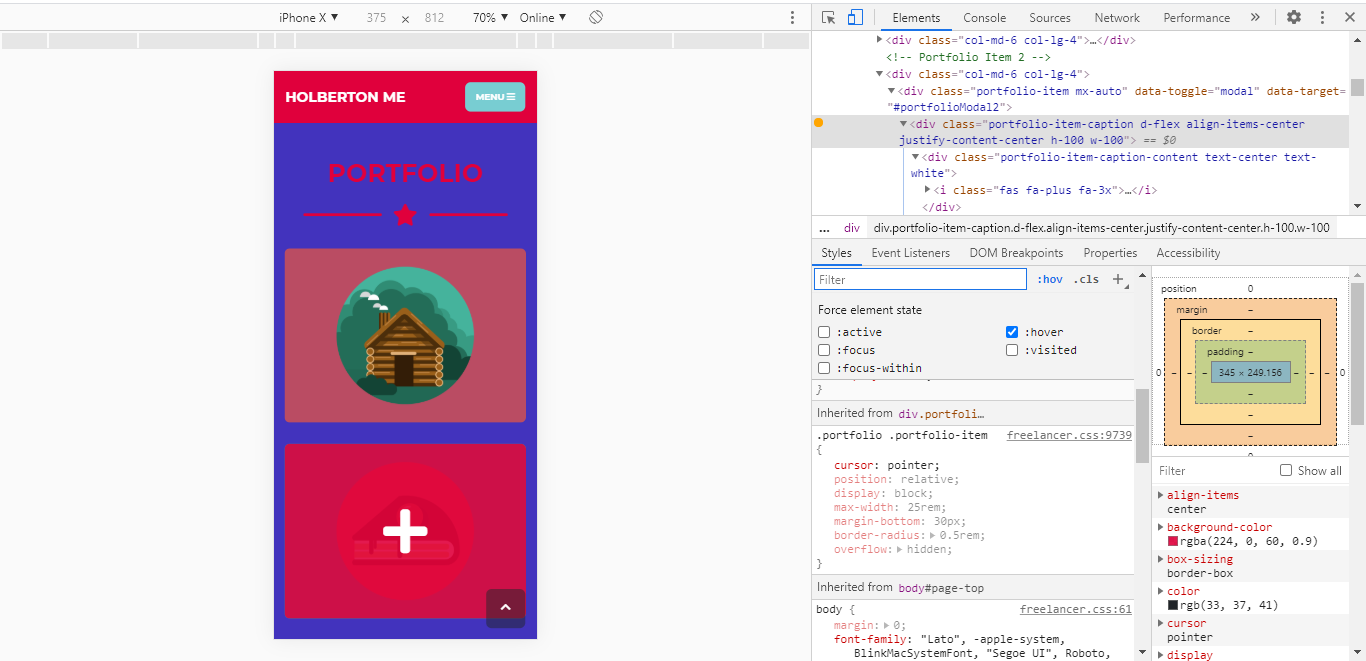 iPhone X ▼ 375 × 812 70% ▼ Online ▼
Elements Console Sources Network Performance »
HOLBERTON ME
MENU
PORTFOLIO
▶<div class="col-md-6 col-lg-4">…</div>
<!-- Portfolio Item 2 -->
▼<div class="col-md-6 col-lg-4">
▼<div class="portfolio-item mx-auto" data-toggle="modal" data-target=
"#portfolioModal2">
▼<div class="portfolio-item-caption d-flex align-items-center
justify-content-center h-100 w-100"> == $0
▼<div class="portfolio-item-caption-content text-center text-
white">
▶<i class="fas fa-plus fa-3x">…</i>
</div>
... div div.portfolio-item-caption.d-flex.align-items-center.justify-content-center.h-100.w-100
Styles Event Listeners DOM Breakpoints Properties Accessibility
Filter :hov .cls +
Force element state
:active :hover
:focus :visited
:focus-within
}
Inherited from div.portfoli…
.portfolio .portfolio-item freelancer.css:9739
{
cursor: pointer;
position: relative;
display: block;
max-width: 25rem;
margin-bottom: 30px;
border-radius: ▶ 0.5rem;
overflow: ▶ hidden;
}
Inherited from body#page-top
body { freelancer.css:61
margin: ▶ 0;
font-family: "Lato", -apple-system,
BlinkMacSystemFont, "Segoe UI", Roboto,
position 0
margin –
border –
padding –
0 – – – 345 × 249.156 – – – 0
–
–
–
Filter Show all
▶ align-items
center
▶ background-color
rgba(224, 0, 60, 0.9)
▶ box-sizing
border-box
▶ color
rgb(33, 37, 41)
▶ cursor
pointer
▶ display